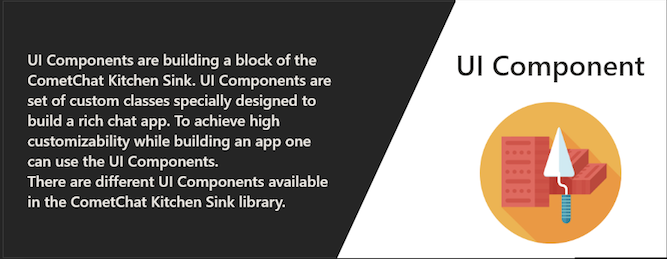 UI Components are building a block of the
CometChat Kitchen Sink. UI Components are
set of custom classes specially designed to
build a rich chat app. To achieve high
customizability while building an app one
can use the UI Components.
There are different UI Components available
in the CometChat Kitchen Sink library.
UI Component